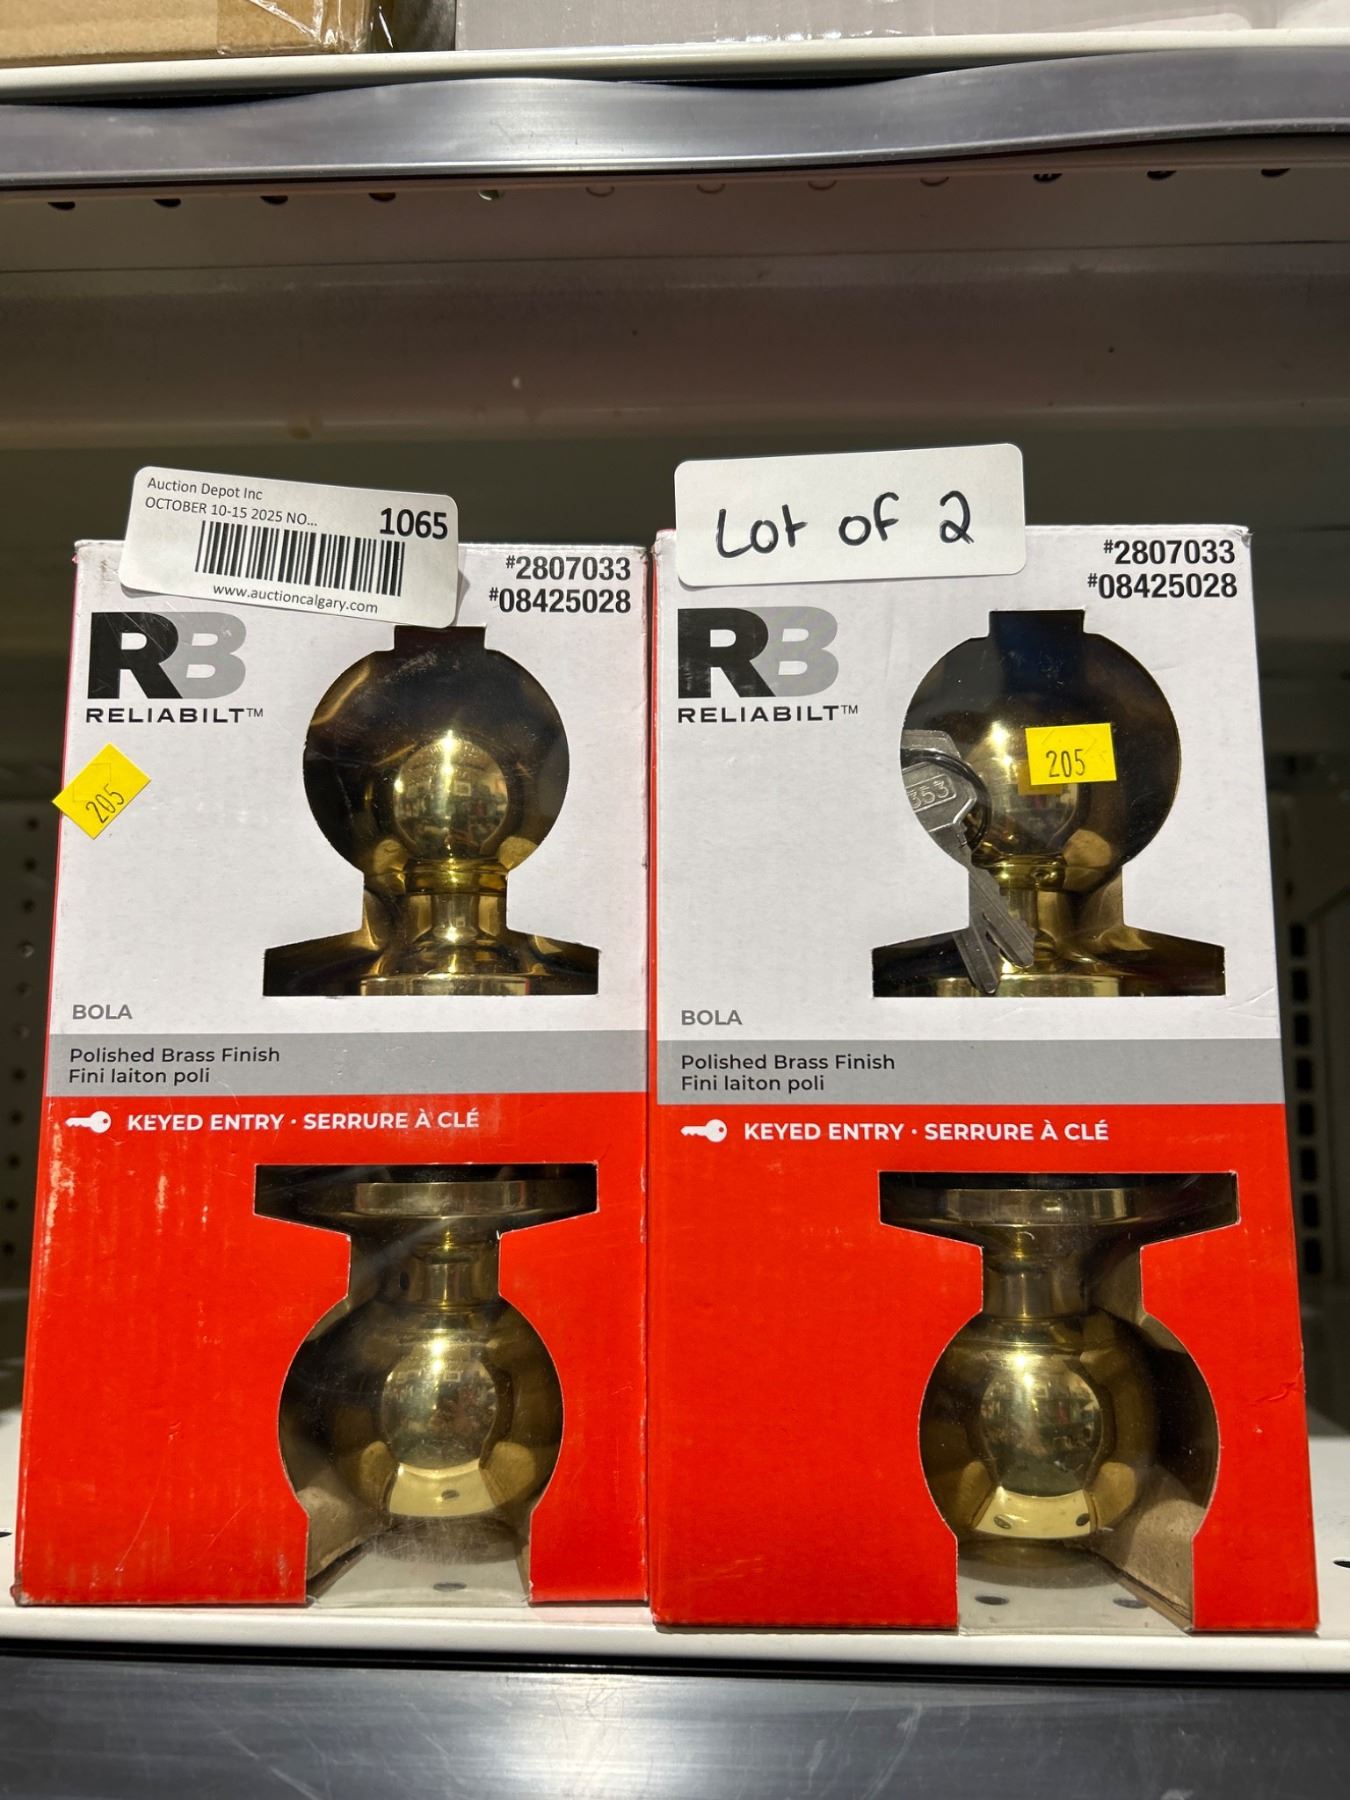 Auction Depot Inc
OCTOBER 10-15 2025 NO...
1065
www.auctioncalgary.com
#2807033
#08425028
RB
RELIABILT™
205
BOLA
Polished Brass Finish
Fini laiton poli
KEYED ENTRY · SERRURE À CLÉ
Lot of 2
#2807033
#08425028
RB
RELIABILT™
353
205
BOLA
Polished Brass Finish
Fini laiton poli
KEYED ENTRY · SERRURE À CLÉ